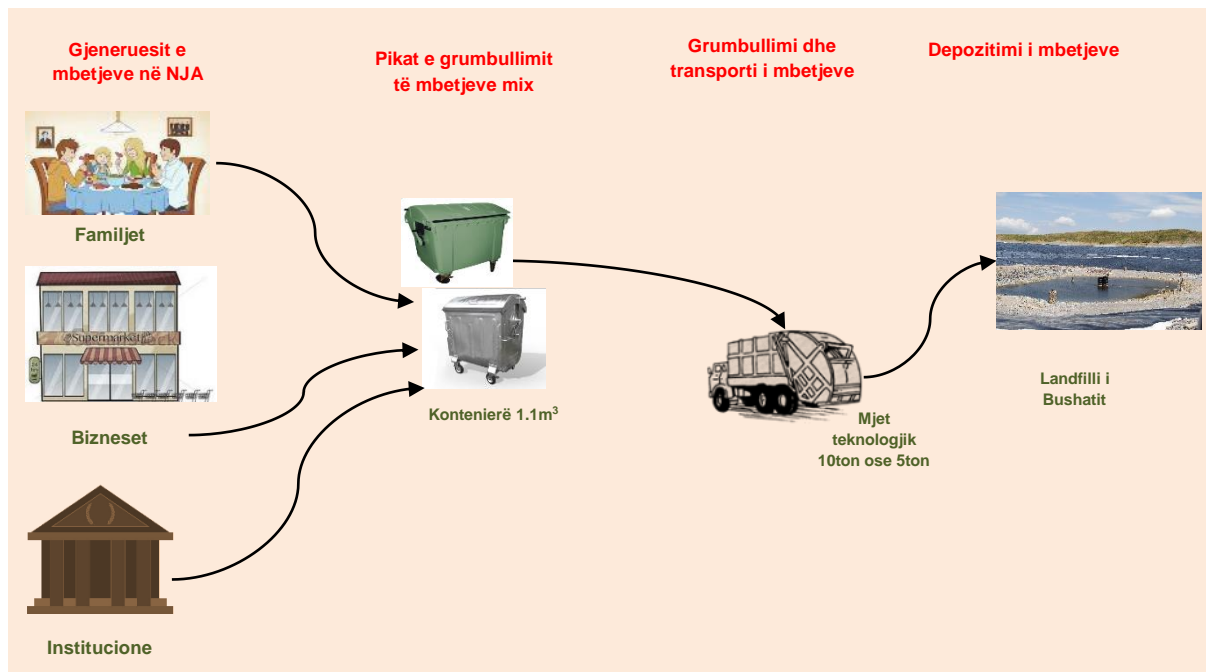 Gjeneruesit e
mbetjeve në NJA
Pikat e grumbullimit
të mbetjeve mix
Grumbullimi dhe
transporti i mbetjeve
Depozitimi i mbetjeve
Familjet
Supermarket
Bizneset
Institucione
Kontenierë 1.1m³
Mjet
teknologjik
10ton ose 5ton
Landfilli i
Bushatit